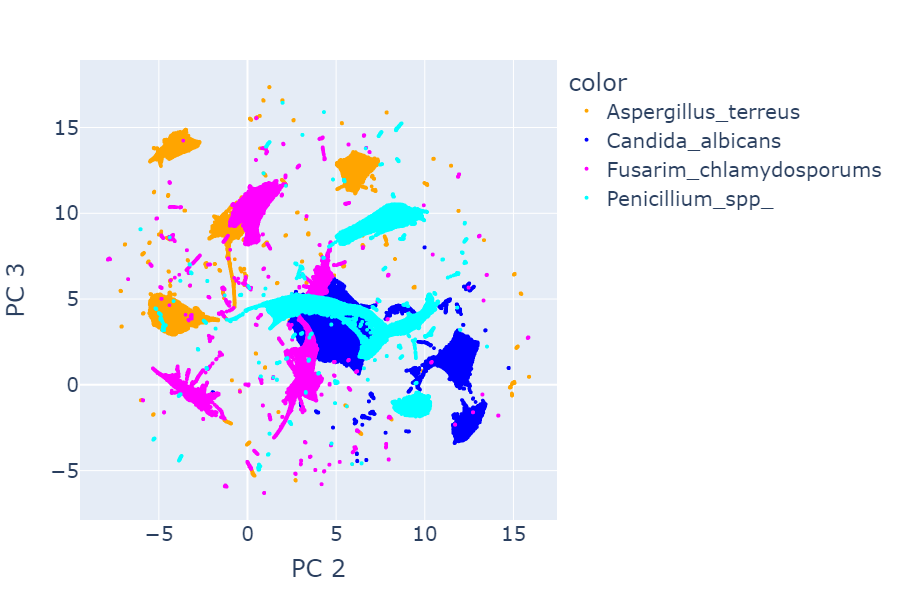 color
Aspergillus_terreus
Candida_albicans
Fusarim_chlamydosporums
Penicillium_spp_
PC 3
15
10
5
0
−5
−5
0
5
10
15
PC 2